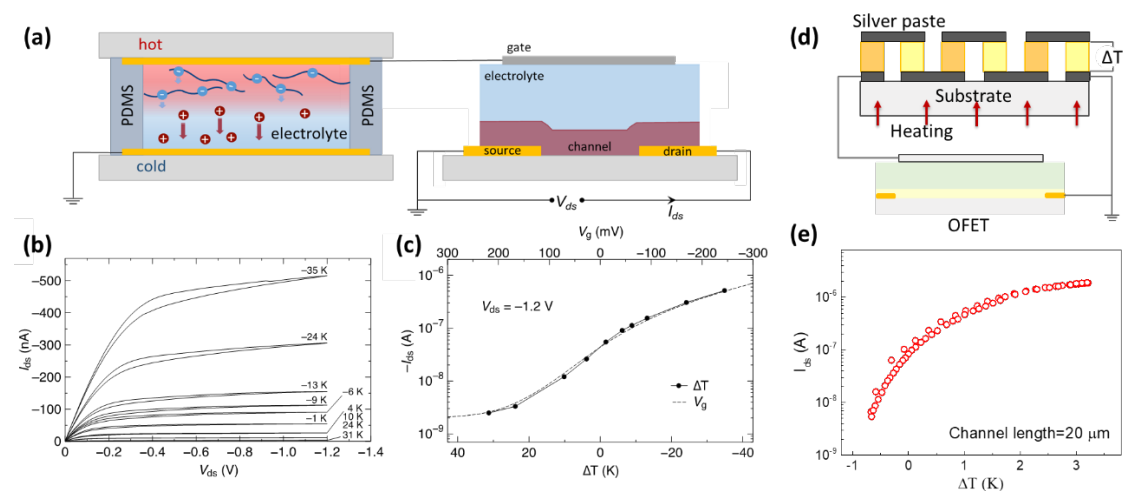 (a)
hot
PDMS
electrolyte
PDMS
cold
gate
electrolyte
source
channel
drain
V_ds
I_ds
(b)
I_ds (nA)
−500
−400
−300
−200
−100
0
−35 K
−24 K
−13 K
−9 K
−6 K
4 K
−1 K
10 K
24 K
31 K
0 −0.2 −0.4 −0.6 −0.8 −1.0 −1.2 −1.4
V_ds (V)
(c)
V_g (mV)
300 200 100 0 −100 −200 −300
V_ds = −1.2 V
−I_ds (A)
10⁻⁶
10⁻⁷
10⁻⁸
10⁻⁹
ΔT
V_g
40 20 0 −20 −40
ΔT (K)
(d)
Silver paste
ΔT
Substrate
Heating
OFET
(e)
I_ds (A)
10⁻⁶
10⁻⁷
10⁻⁸
10⁻⁹
Channel length=20 μm
-1 0 1 2 3
ΔT (K)